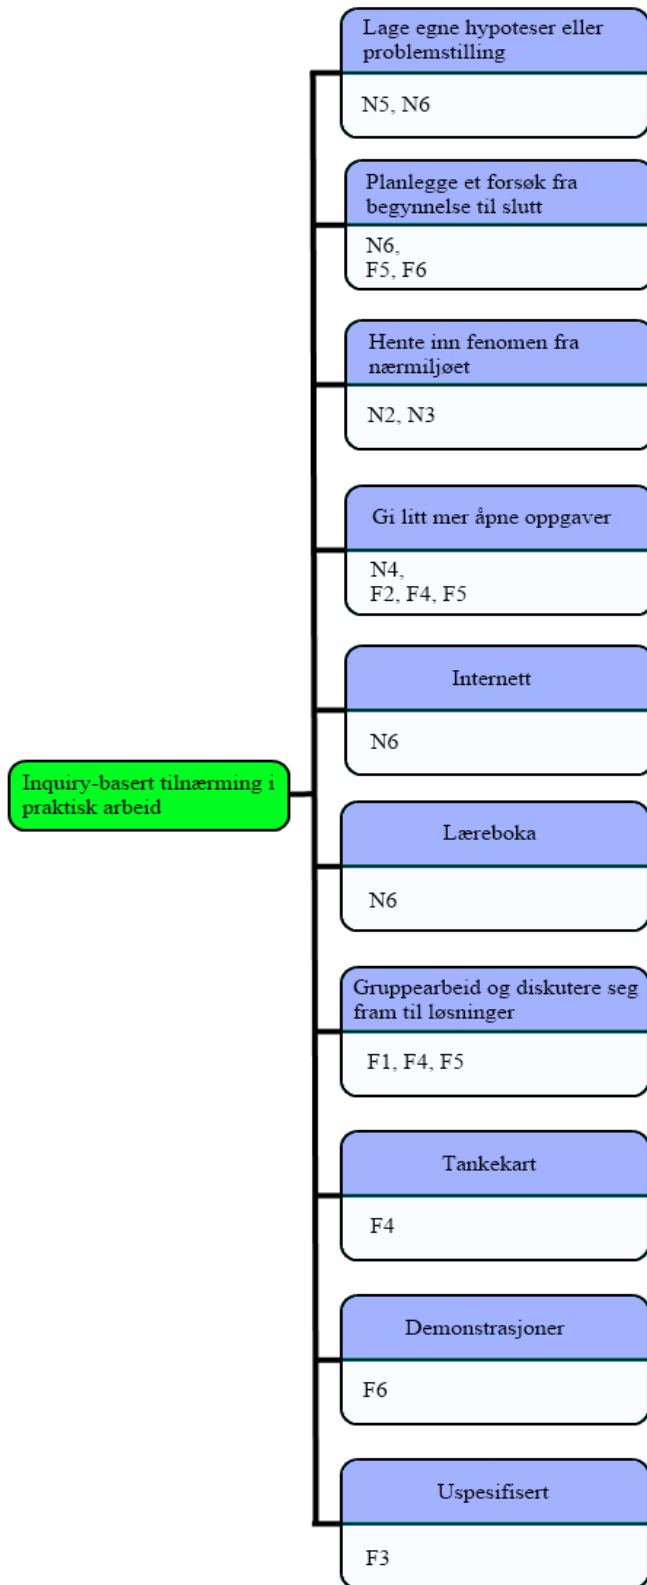 Lage egne hypoteser eller
problemstilling
N5, N6
Planlegge et forsøk fra
begynnelse til slutt
N6,
F5, F6
Hente inn fenomen fra
nærmiljøet
N2, N3
Gi litt mer åpne oppgaver
N4,
F2, F4, F5
Internett
N6
Inquiry-basert tilnærming i
praktisk arbeid
Læreboka
N6
Gruppearbeid og diskutere seg
fram til løsninger
F1, F4, F5
Tankekart
F4
Demonstrasjoner
F6
Uspesifisert
F3